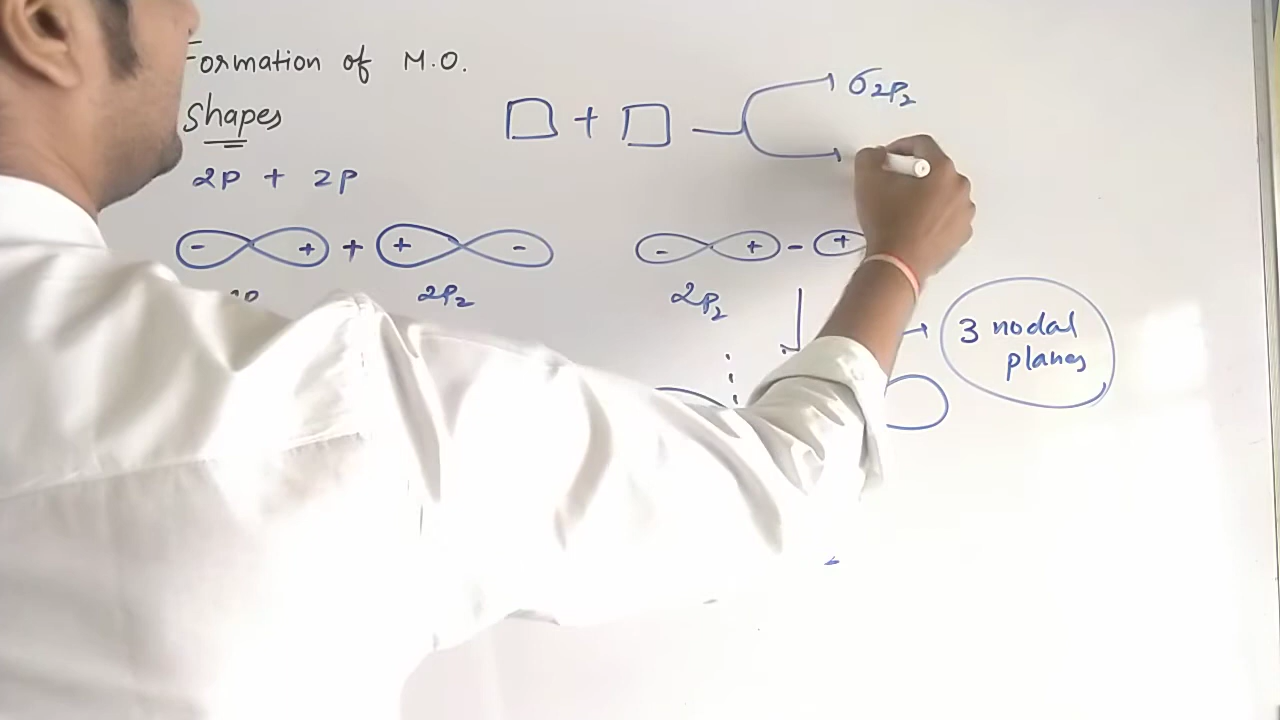 Formation of M.O.
Shapes
2P + 2P
+
σ2Pz
- + + + -
- + - +
2Pz
2Pz
3 nodal
planes